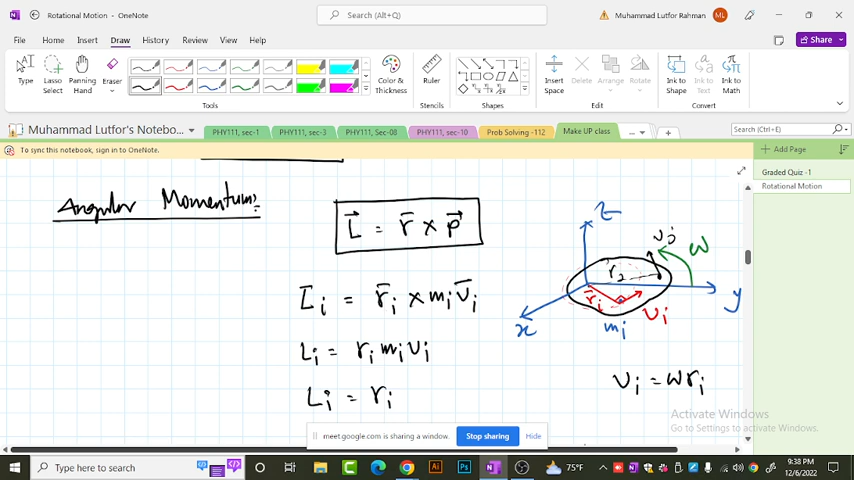 Rotational Motion - OneNote
Search (Alt+Q)
Muhammad Lutfor Rahman
ML
File Home Insert Draw History Review View Help
Share
Type
Lasso Select
Panning Hand
Eraser
Color & thickness
Ruler
Shapes
Insert Space
Delete
Arrange
Rotate
Ink to Shape
Ink to Text
Ink to Math
Tools
Stencils
Shapes
Edit
Convert
Muhammad Lutfor's Notebo...
PHY111, sec-1
PHY111, sec-3
PHY111, Sec-08
PHY111, sec-10
Prob Solving -112
Make UP class
Search (Ctrl+E)
To sync this notebook, sign in to OneNote.
Add Page
Graded Quiz -1
Rotational Motion
Angular Momentum:
L⃗ = r̄ × P⃗
L̄i = r̄i × mi v̄i
Li = ri mi vi
Li = ri
z
ω
r2
y
r̄i
vi
x
mi
vi = ωri
Activate Windows
Go to Settings to activate Windows.
meet.google.com is sharing a window.
Stop sharing
Hide
Type here to search
75°F
9:38 PM
12/6/2022